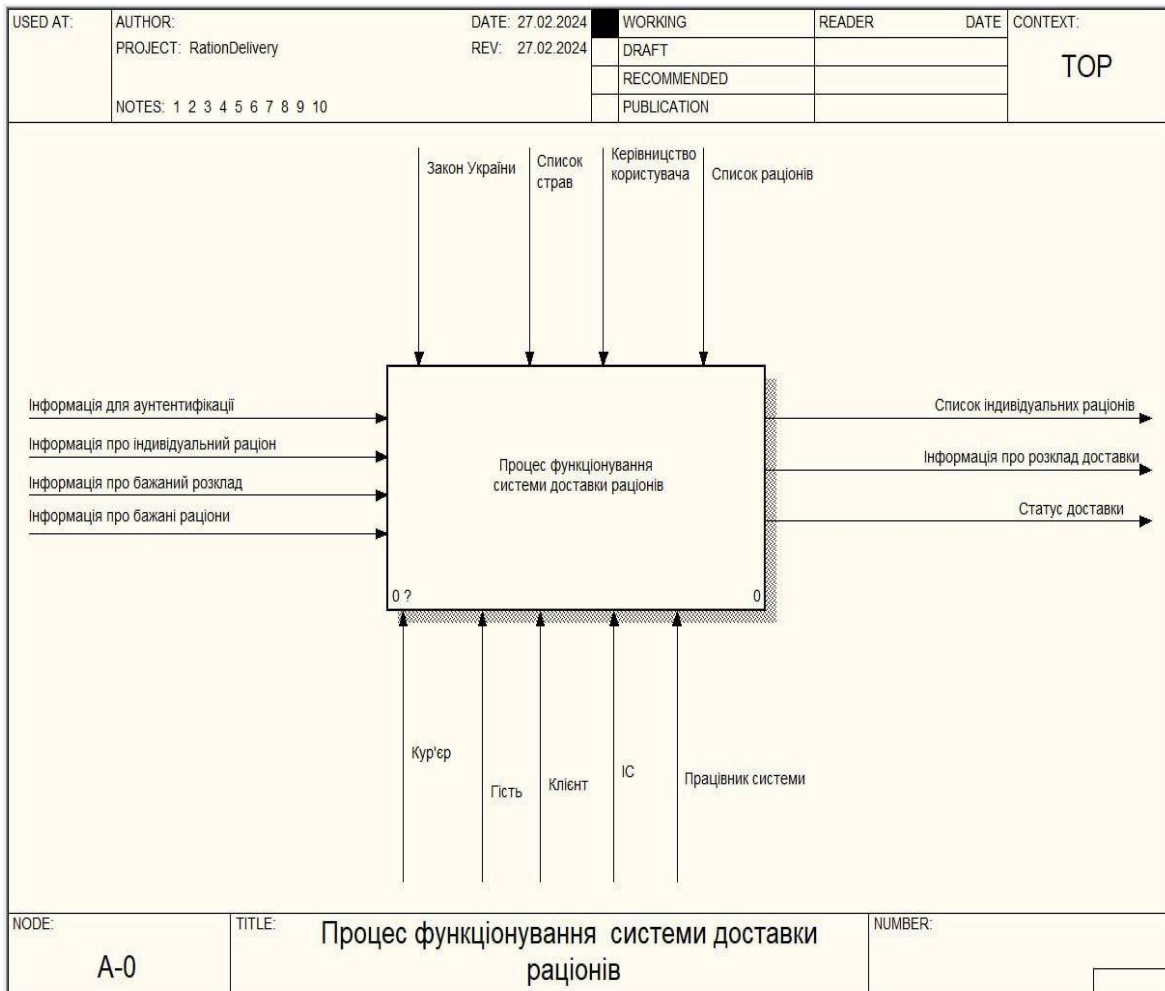 USED AT:
AUTHOR:
DATE: 27.02.2024
WORKING
READER
DATE
CONTEXT:
PROJECT: RationDelivery
REV: 27.02.2024
DRAFT
TOP
RECOMMENDED
NOTES: 1 2 3 4 5 6 7 8 9 10
PUBLICATION
Закон України
Список
страв
Керівництво
користувача
Список раціонів
Інформація для аунтентифікації
Інформація про індивідуальний раціон
Інформація про бажаний розклад
Інформація про бажані раціони
Процес функціонування
системи доставки раціонів
0 ?
0
Список індивідуальних раціонів
Інформація про розклад доставки
Статус доставки
Кур'єр
Гість
Клієнт
ІС
Працівник системи
NODE:
A-0
TITLE:
Процес функціонування системи доставки
раціонів
NUMBER: